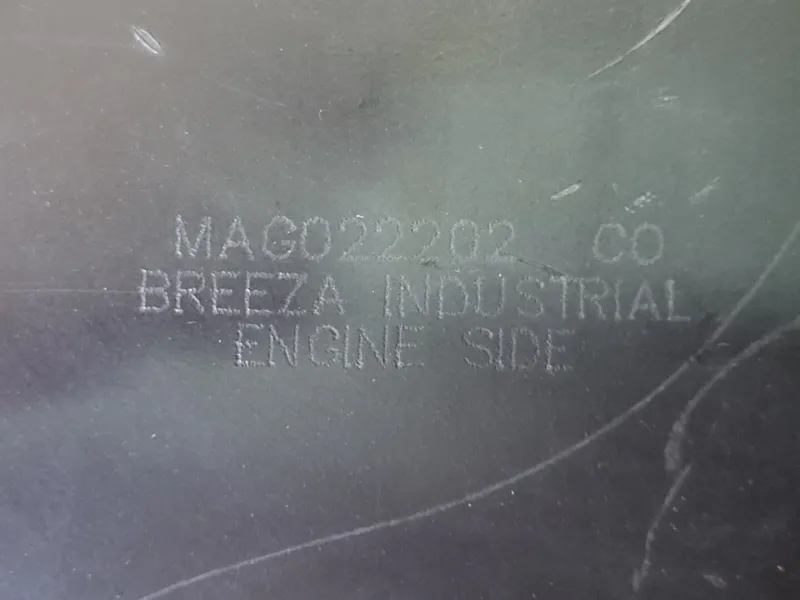 MAG022202 CO
BREEZA INDUSTRIAL
ENGINE SIDE